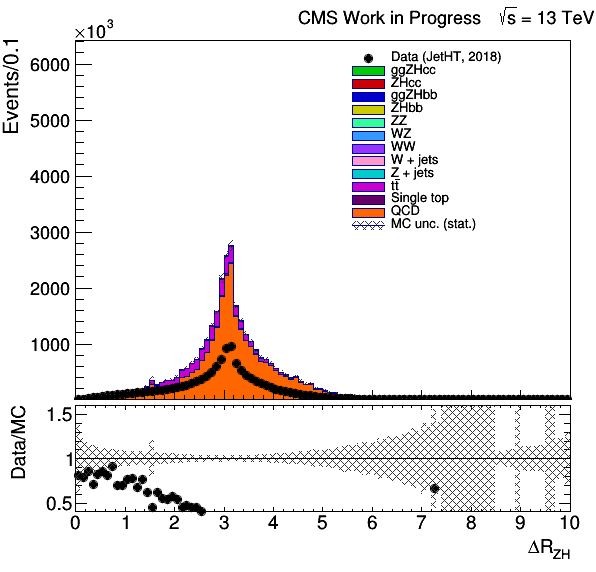 CMS Work in Progress √s = 13 TeV
×10³
Events/0.1
6000
5000
4000
3000
2000
1000
Data (JetHT, 2018)
ggZHcc
ZHcc
ggZHbb
ZHbb
ZZ
WZ
WW
W + jets
Z + jets
tt̄
Single top
QCD
MC unc. (stat.)
Data/MC
1.5
1
0.5
0 1 2 3 4 5 6 7 8 9 10
ΔR_ZH